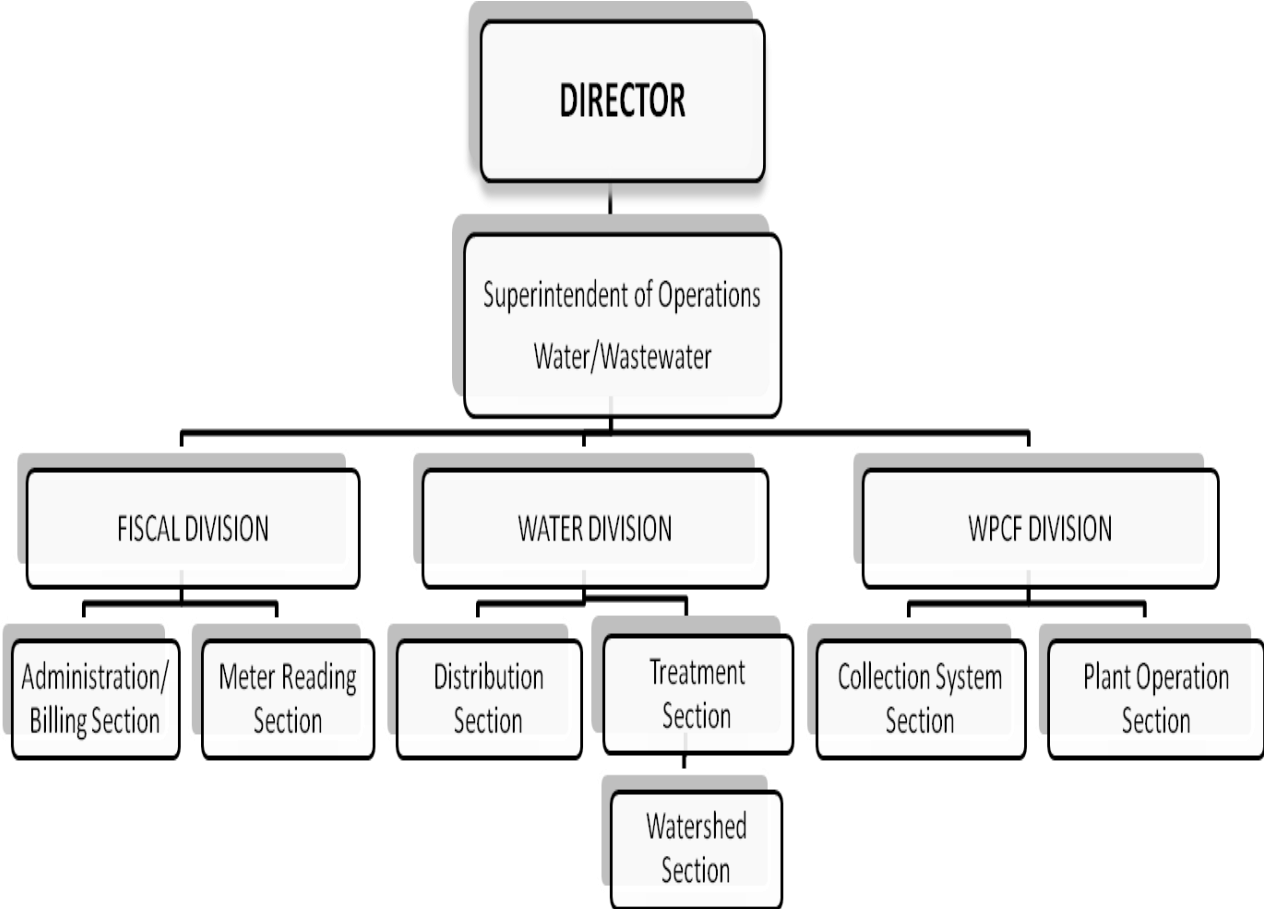 DIRECTOR
Superintendent of Operations
Water/Wastewater
FISCAL DIVISION
WATER DIVISION
WPCF DIVISION
Administration/
Billing Section
Meter Reading
Section
Distribution
Section
Treatment
Section
Collection System
Section
Plant Operation
Section
Watershed
Section